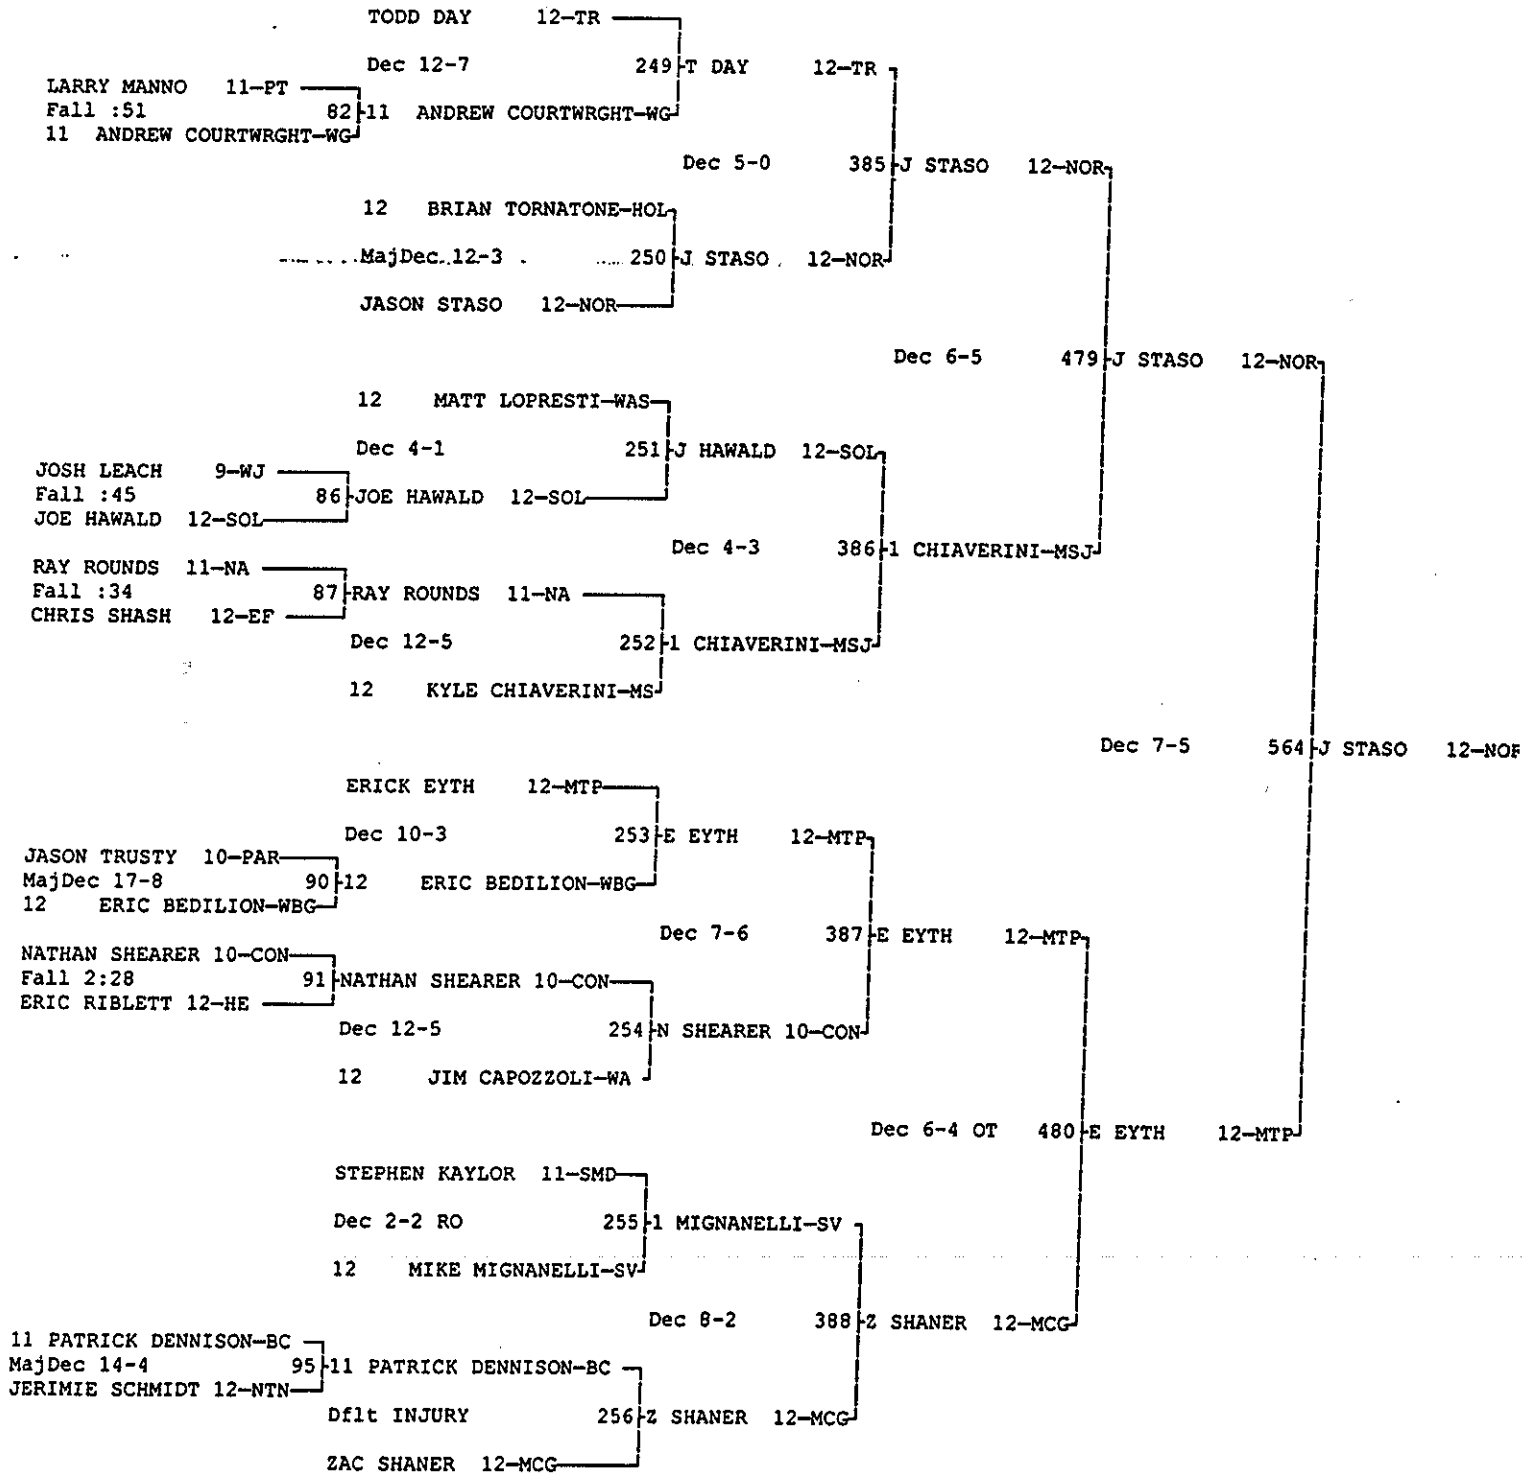 TODD DAY 12-TR
Dec 12-7 249 T DAY 12-TR
LARRY MANNO 11-PT
Fall :51 82 11 ANDREW COURTWRGHT-WG
11 ANDREW COURTWRGHT-WG
Dec 5-0 385 J STASO 12-NOR
12 BRIAN TORNATONE-HOL
MajDec 12-3 250 J STASO 12-NOR
JASON STASO 12-NOR
Dec 6-5 479 J STASO 12-NOR
12 MATT LOPRESTI-WAS
Dec 4-1 251 J HAWALD 12-SOL
JOSH LEACH 9-WJ
Fall :45 86 JOE HAWALD 12-SOL
JOE HAWALD 12-SOL
Dec 4-3 386 1 CHIAVERINI-MSJ
RAY ROUNDS 11-NA
Fall :34 87 RAY ROUNDS 11-NA
CHRIS SHASH 12-EF
Dec 12-5 252 1 CHIAVERINI-MSJ
12 KYLE CHIAVERINI-MS
Dec 7-5 564 J STASO 12-NOR
ERICK EYTH 12-MTP
Dec 10-3 253 E EYTH 12-MTP
JASON TRUSTY 10-PAR
MajDec 17-8 90 12 ERIC BEDILION-WBG
12 ERIC BEDILION-WBG
Dec 7-6 387 E EYTH 12-MTP
NATHAN SHEARER 10-CON
Fall 2:28 91 NATHAN SHEARER 10-CON
ERIC RIBLETT 12-HE
Dec 12-5 254 N SHEARER 10-CON
12 JIM CAPOZZOLI-WA
Dec 6-4 OT 480 E EYTH 12-MTP
STEPHEN KAYLOR 11-SMD
Dec 2-2 RO 255 1 MIGNANELLI-SV
12 MIKE MIGNANELLI-SV
Dec 8-2 388 Z SHANER 12-MCG
11 PATRICK DENNISON-BC
MajDec 14-4 95 11 PATRICK DENNISON-BC
JERIMIE SCHMIDT 12-NTN
Dflt INJURY 256 Z SHANER 12-MCG
ZAC SHANER 12-MCG